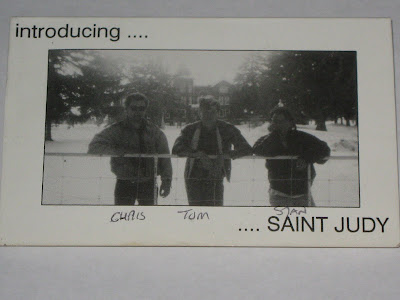 introducing ....
CHRIS TOM STAN
.... SAINT JUDY